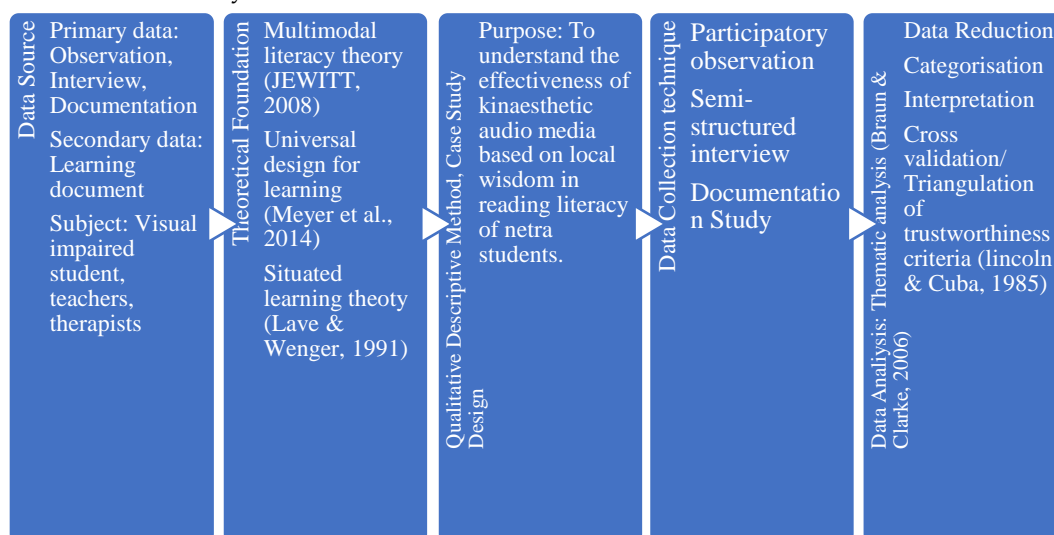 Data Source
Primary data:
Observation,
Interview,
Documentation
Secondary data:
Learning
document
Subject: Visual
impaired
student,
teachers,
therapists
Theoretical Foundation
Multimodal
literacy theory
(JEWITT,
2008)
Universal
design for
learning
(Meyer et al.,
2014)
Situated
learning theoty
(Lave &
Wenger, 1991)
Qualitative Descriptive Method, Case Study
Design
Purpose: To
understand the
effectiveness of
kinaesthetic
audio media
based on local
wisdom in
reading literacy
of netra
students.
Data Collection technique
Participatory
observation
Semi-
structured
interview
Documentatio
n Study
Data Analiysis: Thematic analysis (Braun &
Clarke, 2006)
Data Reduction
Categorisation
Interpretation
Cross
validation/
Triangulation
of
trustworthiness
criteria (lincoln
& Cuba, 1985)